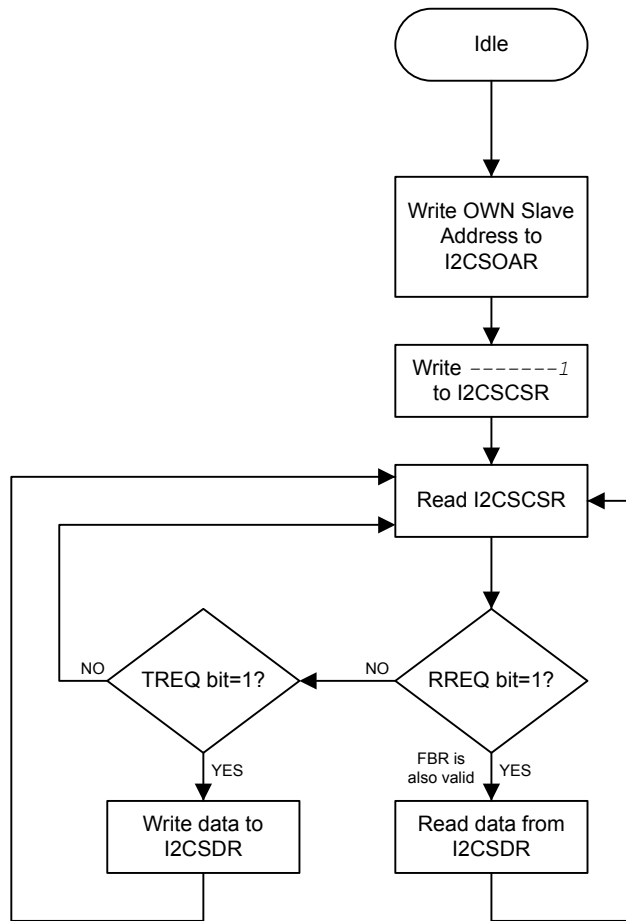 Idle
Write OWN Slave
Address to
I2CSOAR
Write -------1
to I2CSCSR
Read I2CSCSR
NO
TREQ bit=1?
NO
RREQ bit=1?
YES
FBR is
also valid
YES
Write data to
I2CSDR
Read data from
I2CSDR